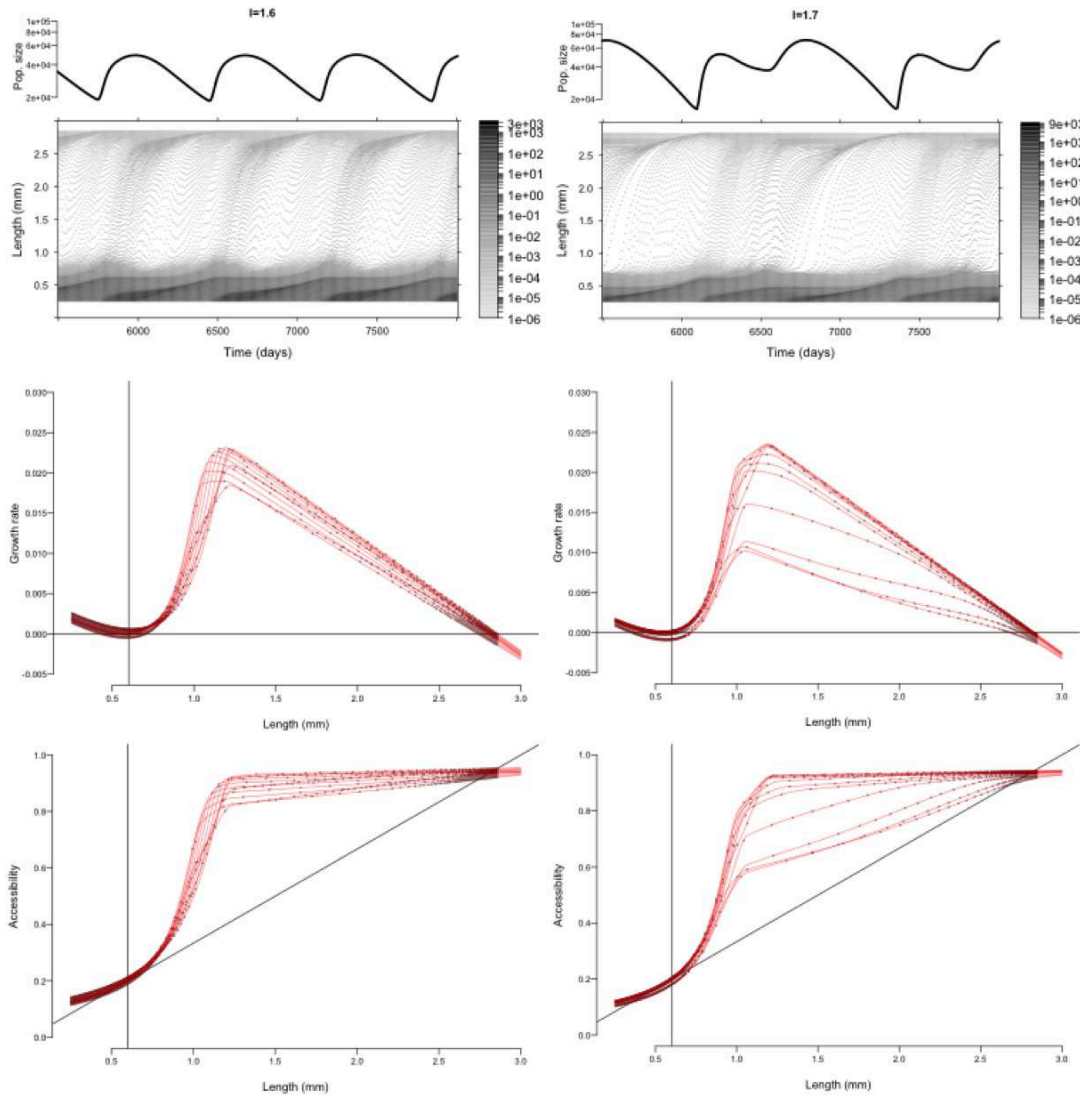 I=1.6
I=1.7
Pop. size
1e+05
8e+04
6e+04
4e+04
2e+04
Pop. size
1e+05
8e+04
6e+04
4e+04
2e+04
Length (mm)
2.5
2.0
1.5
1.0
0.5
6000 6500 7000 7500
Time (days)
3e+03
1e+03
1e+02
1e+01
1e+00
1e-01
1e-02
1e-03
1e-04
1e-05
1e-06
Length (mm)
2.5
2.0
1.5
1.0
0.5
6000 6500 7000 7500
Time (days)
9e+03
1e+03
1e+02
1e+01
1e+00
1e-01
1e-02
1e-03
1e-04
1e-05
1e-06
Growth rate
0.030
0.025
0.020
0.015
0.010
0.005
0.000
-0.005
0.5 1.0 1.5 2.0 2.5 3.0
Length (mm)
Growth rate
0.030
0.025
0.020
0.015
0.010
0.005
0.000
-0.005
0.5 1.0 1.5 2.0 2.5 3.0
Length (mm)
Accessibility
1.0
0.8
0.6
0.4
0.2
0.0
0.5 1.0 1.5 2.0 2.5 3.0
Length (mm)
Accessibility
1.0
0.8
0.6
0.4
0.2
0.0
0.5 1.0 1.5 2.0 2.5 3.0
Length (mm)